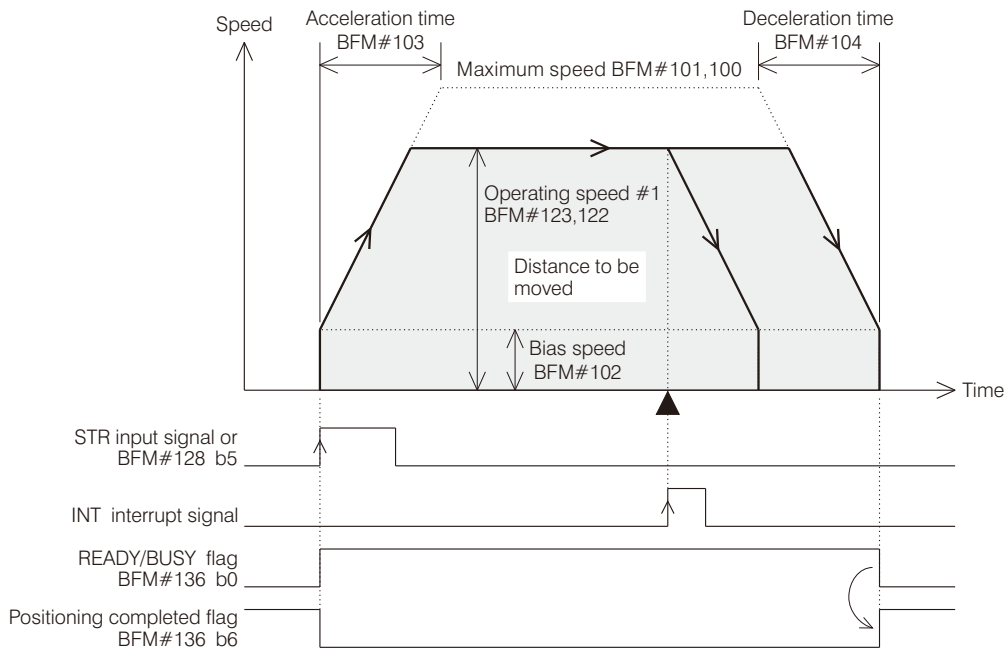 Acceleration time
BFM#103
Deceleration time
BFM#104
Speed
Maximum speed BFM#101,100
Operating speed #1
BFM#123,122
Distance to be
moved
Bias speed
BFM#102
Time
STR input signal or
BFM#128 b5
INT interrupt signal
READY/BUSY flag
BFM#136 b0
Positioning completed flag
BFM#136 b6